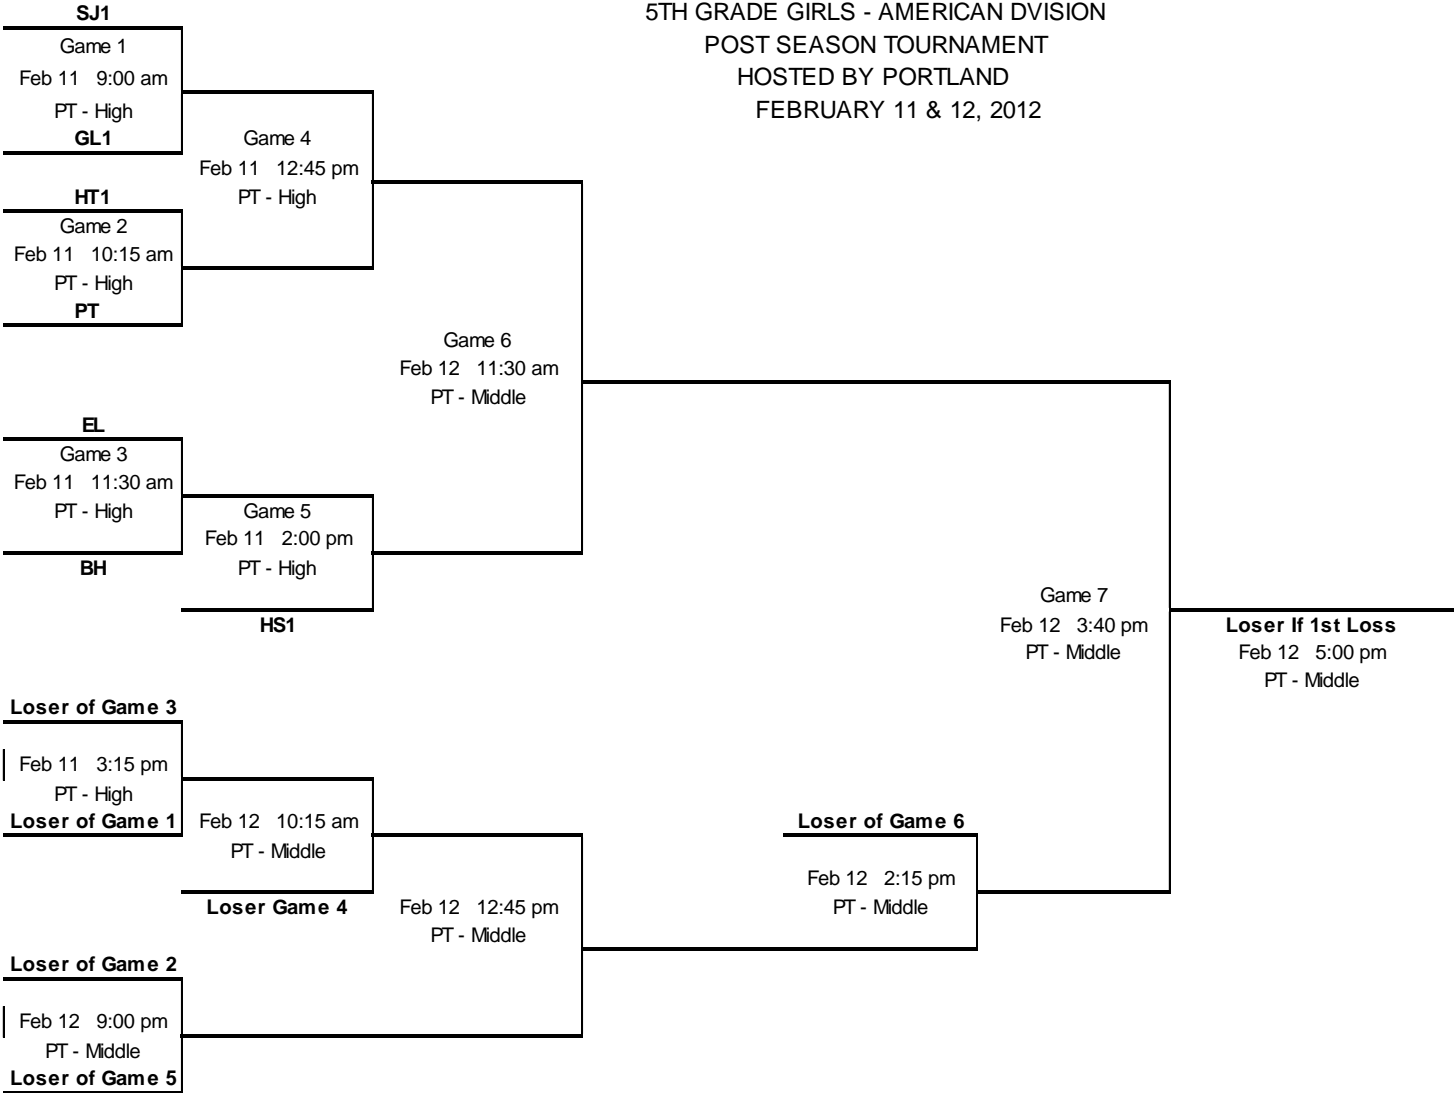 5TH GRADE GIRLS - AMERICAN DVISION
POST SEASON TOURNAMENT
HOSTED BY PORTLAND
FEBRUARY 11 & 12, 2012
SJ1
Game 1
Feb 11 9:00 am
PT - High
GL1
Game 4
Feb 11 12:45 pm
PT - High
HT1
Game 2
Feb 11 10:15 am
PT - High
PT
Game 6
Feb 12 11:30 am
PT - Middle
EL
Game 3
Feb 11 11:30 am
PT - High
BH
Game 5
Feb 11 2:00 pm
PT - High
HS1
Game 7
Feb 12 3:40 pm
PT - Middle
Loser If 1st Loss
Feb 12 5:00 pm
PT - Middle
Loser of Game 3
Feb 11 3:15 pm
PT - High
Loser of Game 1
Feb 12 10:15 am
PT - Middle
Loser Game 4
Loser of Game 6
Feb 12 2:15 pm
PT - Middle
Feb 12 12:45 pm
PT - Middle
Loser of Game 2
Feb 12 9:00 pm
PT - Middle
Loser of Game 5